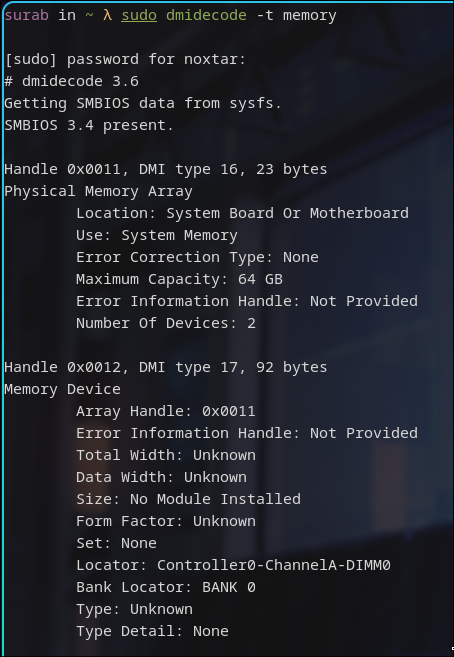 surab in ~ λ sudo dmidecode -t memory
[sudo] password for noxtar:
# dmidecode 3.6
Getting SMBIOS data from sysfs.
SMBIOS 3.4 present.
Handle 0x0011, DMI type 16, 23 bytes
Physical Memory Array
Location: System Board Or Motherboard
Use: System Memory
Error Correction Type: None
Maximum Capacity: 64 GB
Error Information Handle: Not Provided
Number Of Devices: 2
Handle 0x0012, DMI type 17, 92 bytes
Memory Device
Array Handle: 0x0011
Error Information Handle: Not Provided
Total Width: Unknown
Data Width: Unknown
Size: No Module Installed
Form Factor: Unknown
Set: None
Locator: Controller0-ChannelA-DIMM0
Bank Locator: BANK 0
Type: Unknown
Type Detail: None